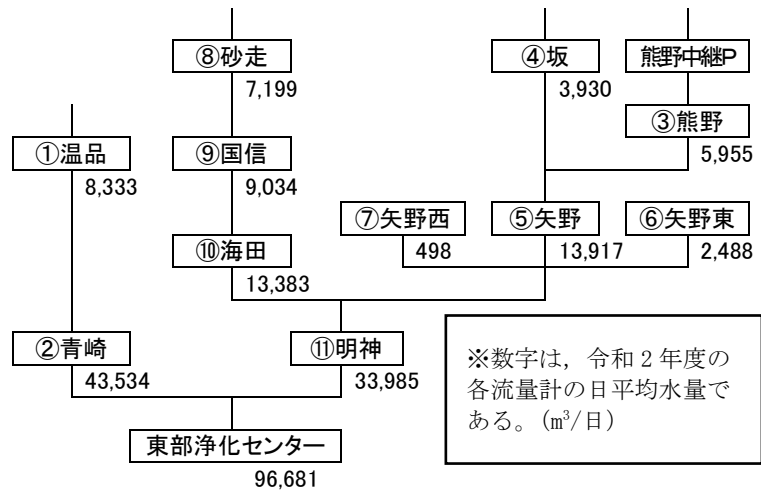 ⑧砂走
7,199
④坂
3,930
熊野中継P
③熊野
5,955
①温品
8,333
⑨国信
9,034
⑦矢野西
498
⑤矢野
13,917
⑥矢野東
2,488
⑩海田
13,383
②青崎
43,534
⑪明神
33,985
※数字は，令和2年度の
各流量計の日平均水量で
ある。(m³/日)
東部浄化センター
96,681